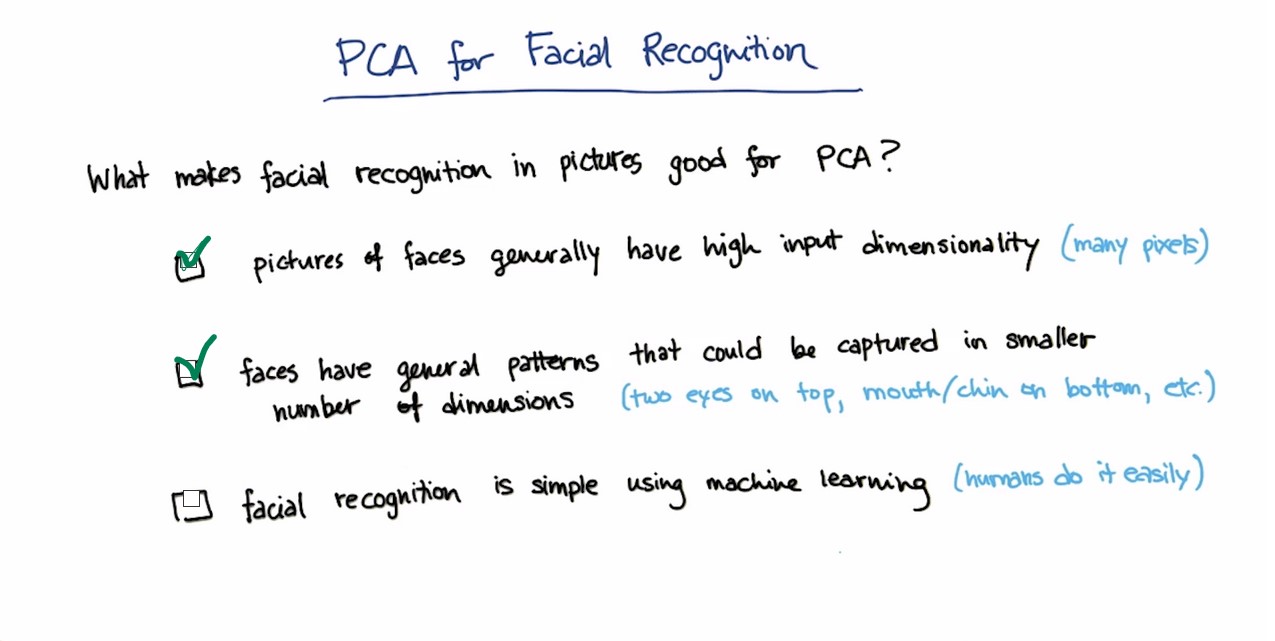 PCA for Facial Recognition
What makes facial recognition in pictures good for PCA?
pictures of faces generally have high input dimensionality (many pixels)
faces have general patterns that could be captured in smaller
number of dimensions (two eyes on top, mouth/chin on bottom, etc.)
facial recognition is simple using machine learning (humans do it easily)